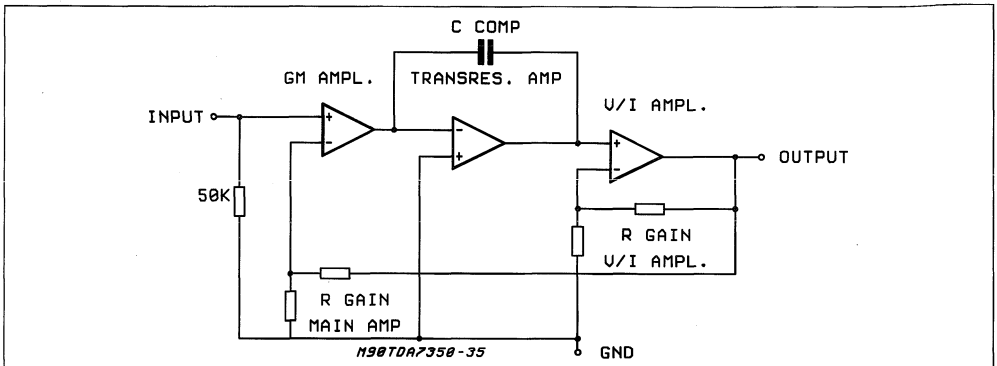 C COMP
GM AMPL.
TRANSRES. AMP
V/I AMPL.
INPUT
+
-
-
+
+
-
OUTPUT
50K
R GAIN
V/I AMPL.
R GAIN
MAIN AMP
M90TDA7350-35
GND